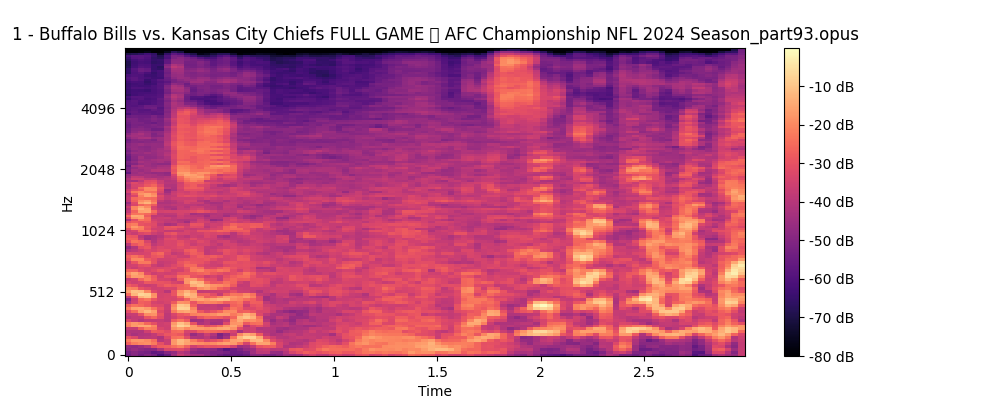 1 - Buffalo Bills vs. Kansas City Chiefs FULL GAME ▯ AFC Championship NFL 2024 Season_part93.opus
4096
2048
1024
512
0
Hz
0 0.5 1 1.5 2 2.5
Time
-10 dB
-20 dB
-30 dB
-40 dB
-50 dB
-60 dB
-70 dB
-80 dB